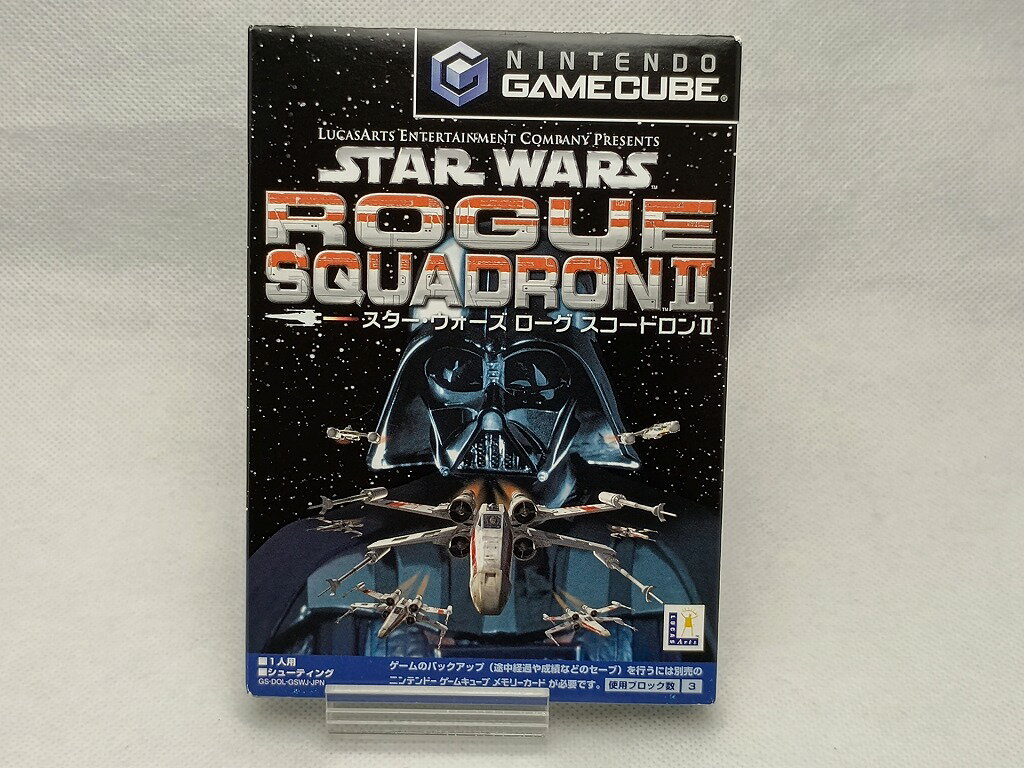 NINTENDO
GAMECUBE®
LUCASARTS ENTERTAINMENT COMPANY PRESENTS
STAR WARS™
ROGUE
SQUADRON II™
スター・ウォーズ ローグ スコードロンⅡ
LUCAS
Arts
■1人用
■シューティング
GS-DOL-GSWJ-JPN
ゲームのバックアップ（途中経過や成績などのセーブ）を行うには別売の
ニンテンドー ゲームキューブ メモリーカード が必要です。 使用ブロック数 3